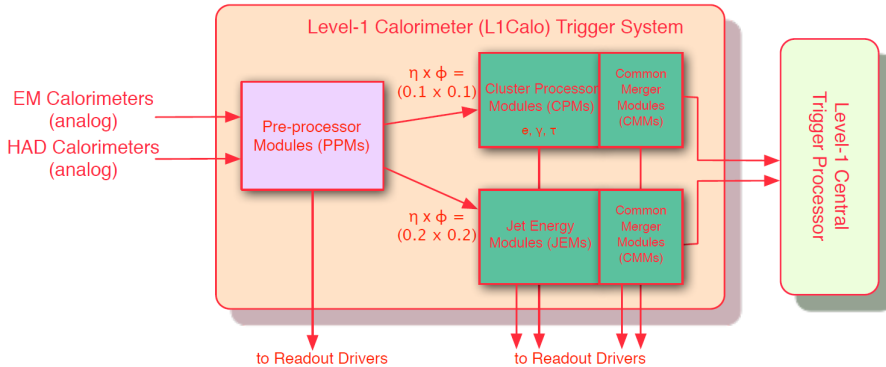 Level-1 Calorimeter (L1Calo) Trigger System
EM Calorimeters
(analog)
HAD Calorimeters
(analog)
Pre-processor
Modules (PPMs)
η x ϕ =
(0.1 x 0.1)
η x ϕ =
(0.2 x 0.2)
Cluster Processor
Modules (CPMs)
e, γ, τ
Common
Merger
Modules
(CMMs)
Jet Energy
Modules (JEMs)
Common
Merger
Modules
(CMMs)
Level-1 Central
Trigger Processor
to Readout Drivers
to Readout Drivers